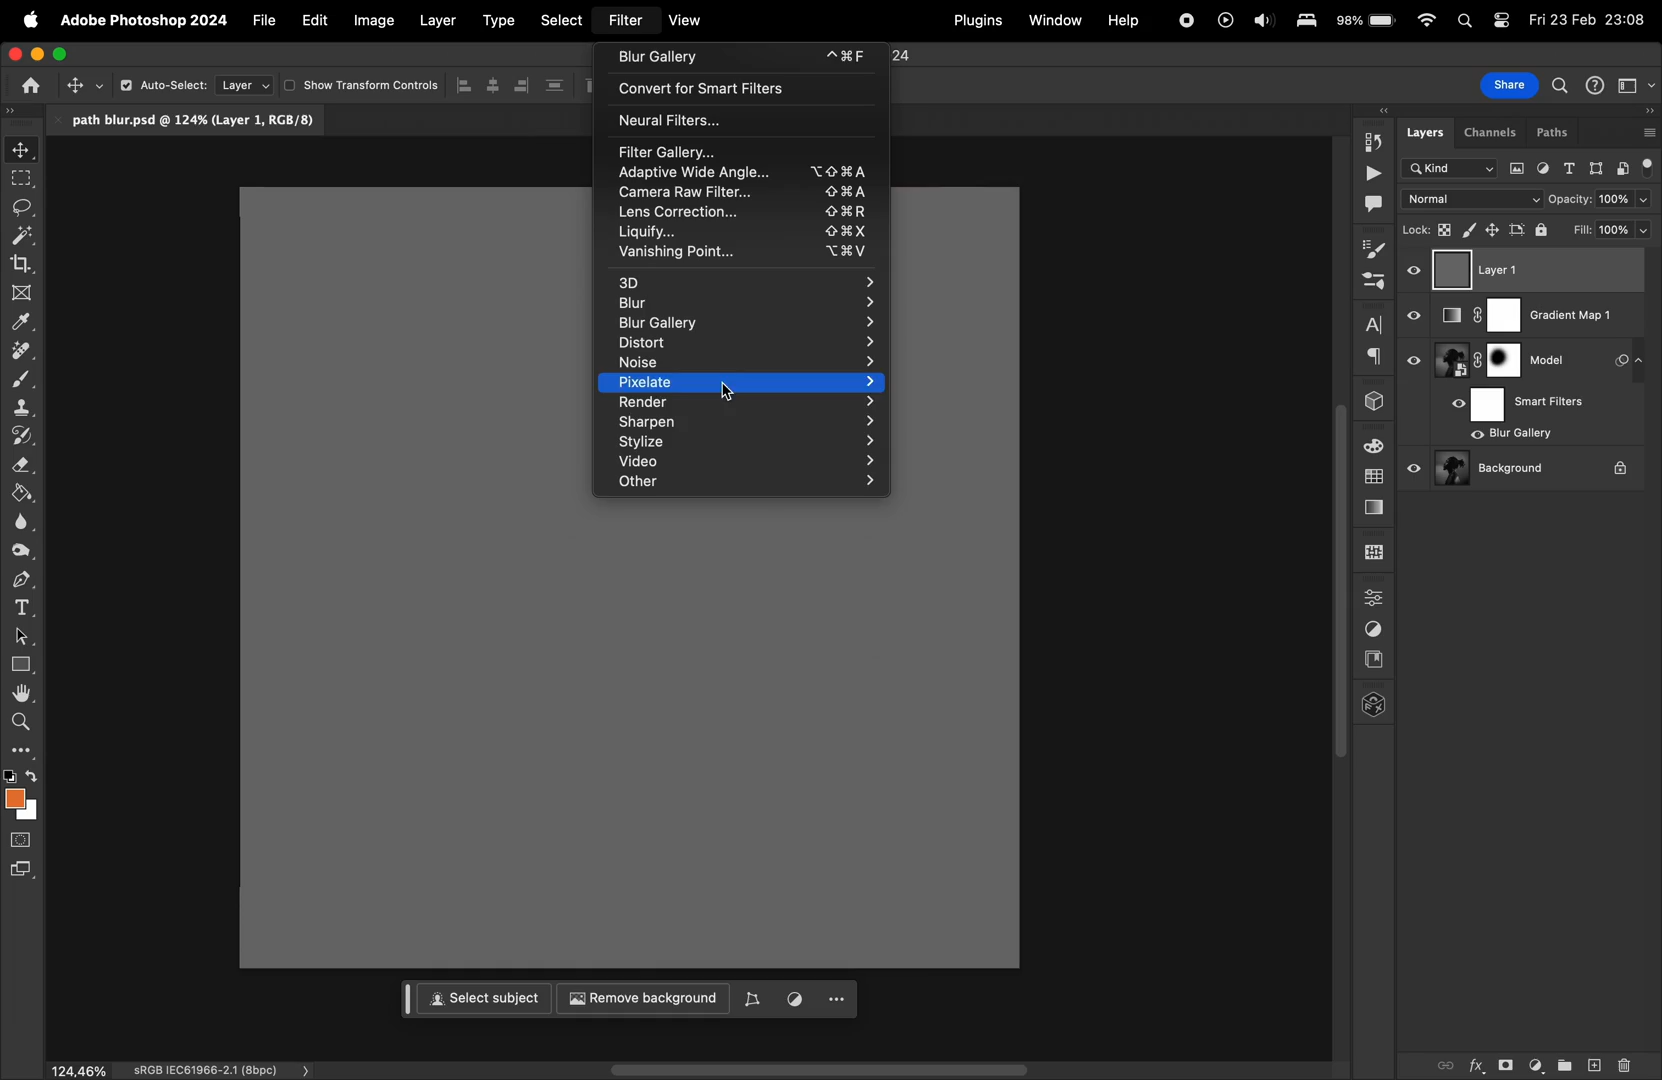 Adobe Photoshop 2024 File Edit Image Layer Type Select Filter View Plugins Window Help 98% Fri 23 Feb 23:08
24
Auto-Select: Layer Show Transform Controls Share
path blur.psd @ 124% (Layer 1, RGB/8)
Blur Gallery ^⌘F
Convert for Smart Filters
Neural Filters...
Filter Gallery...
Adaptive Wide Angle... ⌥⇧⌘A
Camera Raw Filter... ⇧⌘A
Lens Correction... ⇧⌘R
Liquify... ⇧⌘X
Vanishing Point... ⌥⌘V
3D
Blur
Blur Gallery
Distort
Noise
Pixelate
Render
Sharpen
Stylize
Video
Other
Layers Channels Paths
Kind
Normal Opacity: 100%
Lock: Fill: 100%
Layer 1
Gradient Map 1
Model
Smart Filters
Blur Gallery
Background
Select subject Remove background
124,46% sRGB IEC61966-2.1 (8bpc)